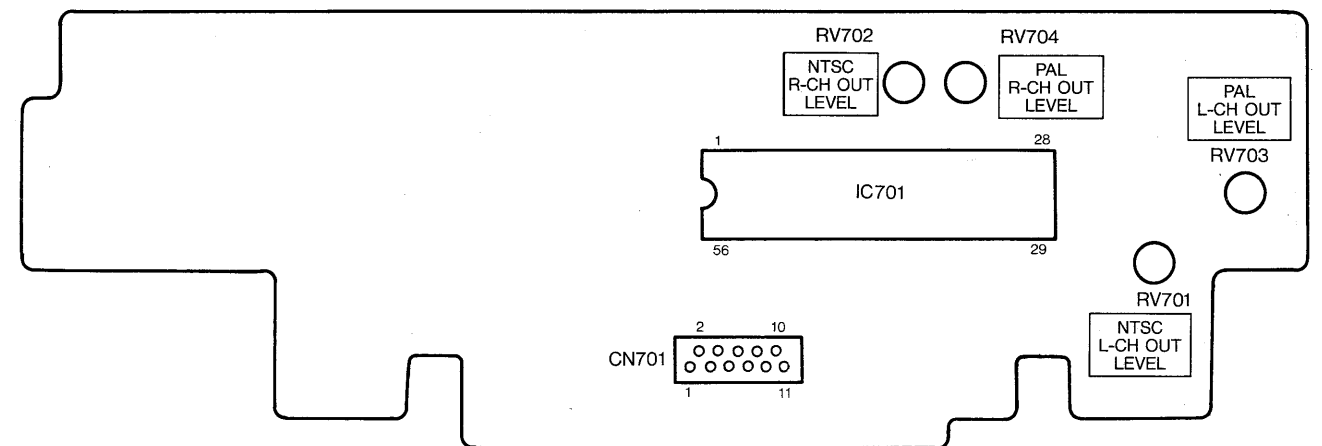 RV702
RV704
NTSC
R-CH OUT
LEVEL
PAL
R-CH OUT
LEVEL
PAL
L-CH OUT
LEVEL
RV703
1
28
IC701
56
29
RV701
NTSC
L-CH OUT
LEVEL
2
10
CN701
1
11